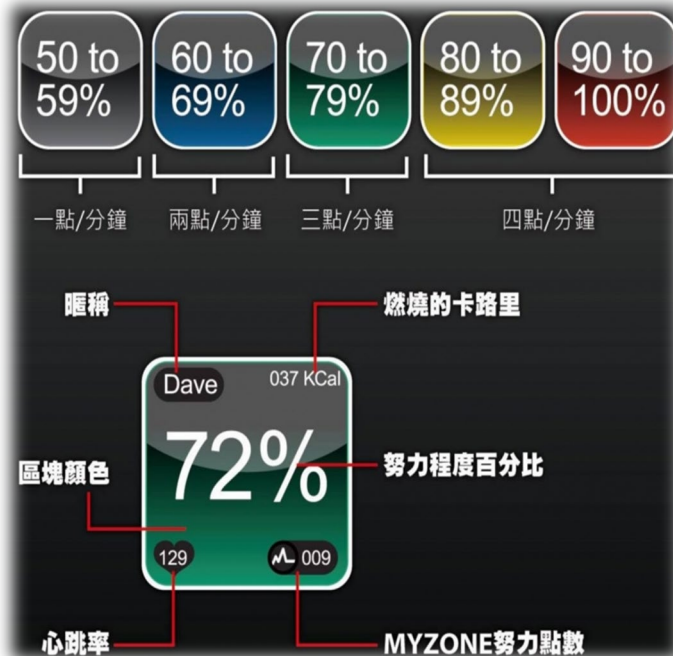 50 to
59%
60 to
69%
70 to
79%
80 to
89%
90 to
100%
一點/分鐘
兩點/分鐘
三點/分鐘
四點/分鐘
暱稱
燃燒的卡路里
Dave
037 KCal
72%
努力程度百分比
區塊顏色
129
009
心跳率
MYZONE努力點數